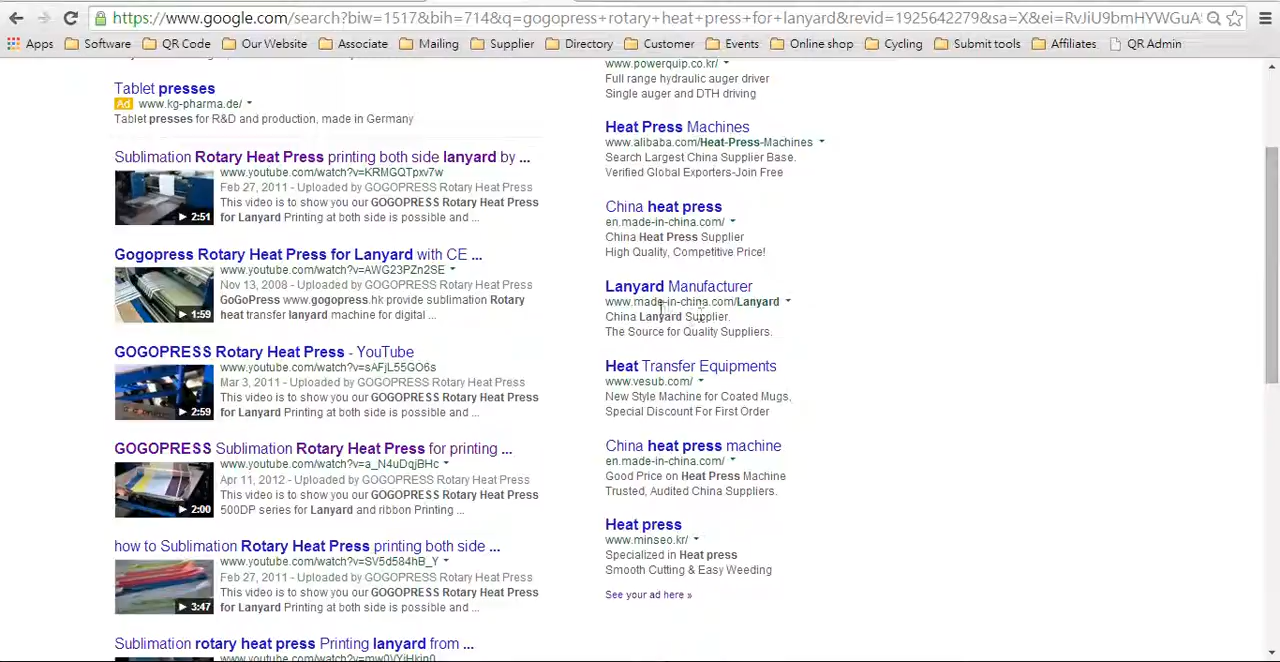 https://www.google.com/search?biw=1517&bih=714&q=gogopress+rotary+heat+press+for+lanyard&revid=1925642279&sa=X&ei=RvJiU9bmHYWGuA
Apps Software QR Code Our Website Associate Mailing Supplier Directory Customer Events Online shop Cycling Submit tools Affiliates QR Admin
Tablet presses
Ad www.kg-pharma.de/
Tablet presses for R&D and production, made in Germany
Sublimation Rotary Heat Press printing both side lanyard by ...
www.youtube.com/watch?v=KRMGQTpxv7w
Feb 27, 2011 - Uploaded by GOGOPRESS Rotary Heat Press
This video is to show you our GOGOPRESS Rotary Heat Press
for Lanyard Printing at both side is possible and ...
2:51
Gogopress Rotary Heat Press for Lanyard with CE ...
www.youtube.com/watch?v=AWG23PZn2SE
Nov 13, 2008 - Uploaded by GOGOPRESS Rotary Heat Press
GoGoPress www.gogopress.hk provide sublimation Rotary
heat transfer lanyard machine for digital ...
1:59
GOGOPRESS Rotary Heat Press - YouTube
www.youtube.com/watch?v=sAFjL55GO6s
Mar 3, 2011 - Uploaded by GOGOPRESS Rotary Heat Press
This video is to show you our GOGOPRESS Rotary Heat Press
for Lanyard Printing at both side is possible and ...
2:59
GOGOPRESS Sublimation Rotary Heat Press for printing ...
www.youtube.com/watch?v=a_N4uDqjBHc
Apr 11, 2012 - Uploaded by GOGOPRESS Rotary Heat Press
This video is to show you our GOGOPRESS Rotary Heat Press
500DP series for Lanyard and ribbon Printing ...
2:00
how to Sublimation Rotary Heat Press printing both side ...
www.youtube.com/watch?v=SV5d584hB_Y
Feb 27, 2011 - Uploaded by GOGOPRESS Rotary Heat Press
This video is to show you our GOGOPRESS Rotary Heat Press
for Lanyard Printing at both side is possible and ...
3:47
Sublimation rotary heat press Printing lanyard from ...
www.powerquip.co.kr/
Full range hydraulic auger driver
Single auger and DTH driving
Heat Press Machines
www.alibaba.com/Heat-Press-Machines
Search Largest China Supplier Base.
Verified Global Exporters-Join Free
China heat press
en.made-in-china.com/
China Heat Press Supplier
High Quality, Competitive Price!
Lanyard Manufacturer
www.made-in-china.com/Lanyard
China Lanyard Supplier.
The Source for Quality Suppliers.
Heat Transfer Equipments
www.vesub.com/
New Style Machine for Coated Mugs,
Special Discount For First Order
China heat press machine
en.made-in-china.com/
Good Price on Heat Press Machine
Trusted, Audited China Suppliers.
Heat press
www.minseo.kr/
Specialized in Heat press
Smooth Cutting & Easy Weeding
See your ad here »